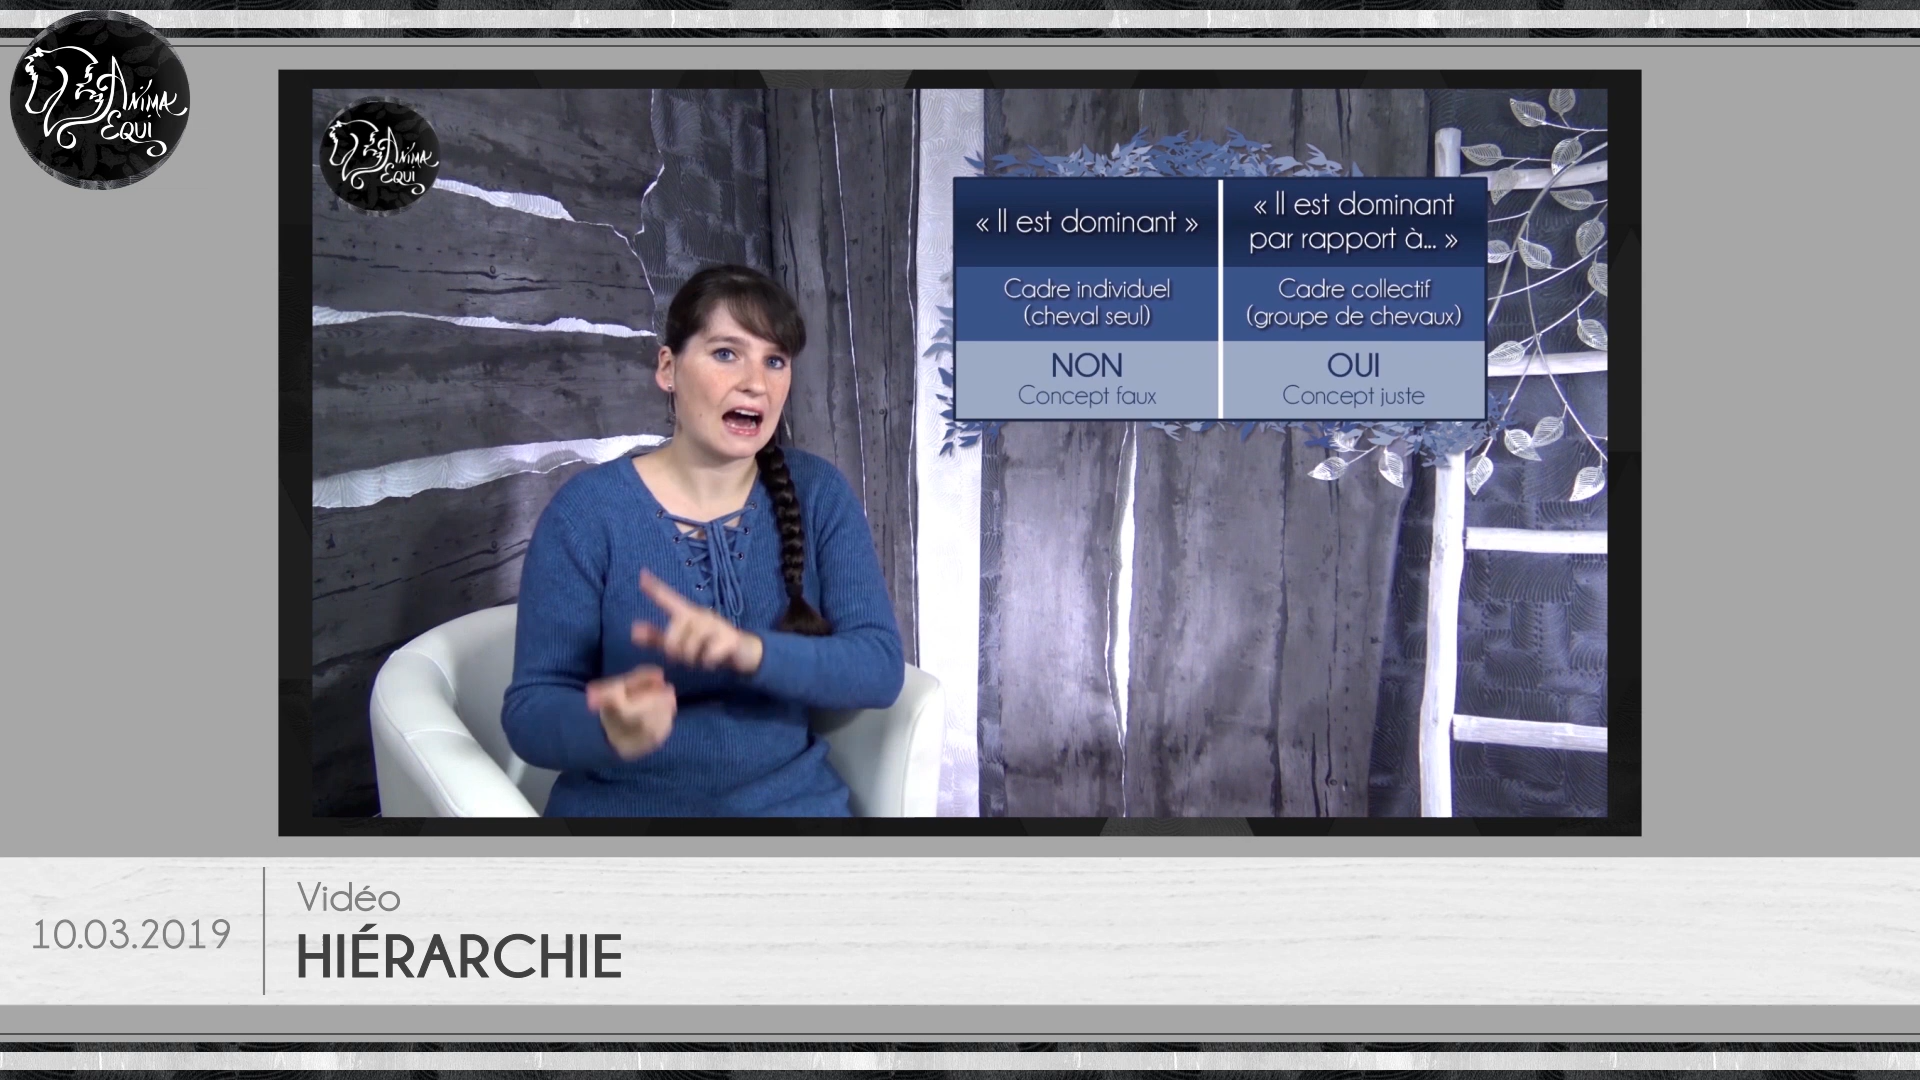 Anima
Equi
Anima
Equi
« Il est dominant »
« Il est dominant
par rapport à... »
Cadre individuel
(cheval seul)
Cadre collectif
(groupe de chevaux)
NON
Concept faux
OUI
Concept juste
10.03.2019
Vidéo
HIÉRARCHIE